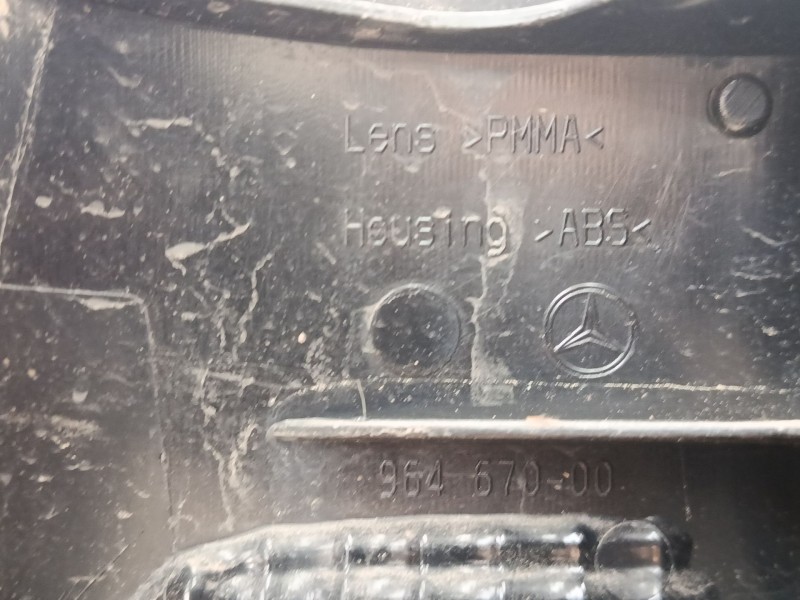 Lens >PMMA<
Housing >ABS<
964 670-00